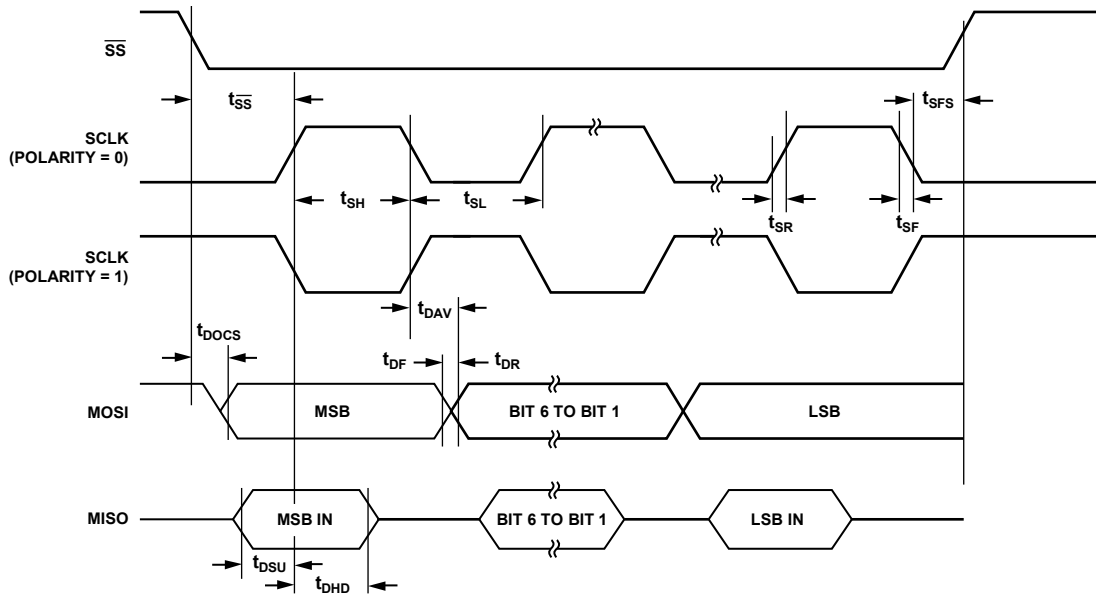 SS
tSS
tSFS
SCLK
(POLARITY = 0)
tSH
tSL
tSR
tSF
SCLK
(POLARITY = 1)
tDAV
tDOCS
tDF
tDR
MOSI
MSB
BIT 6 TO BIT 1
LSB
MISO
MSB IN
BIT 6 TO BIT 1
LSB IN
tDSU
tDHD